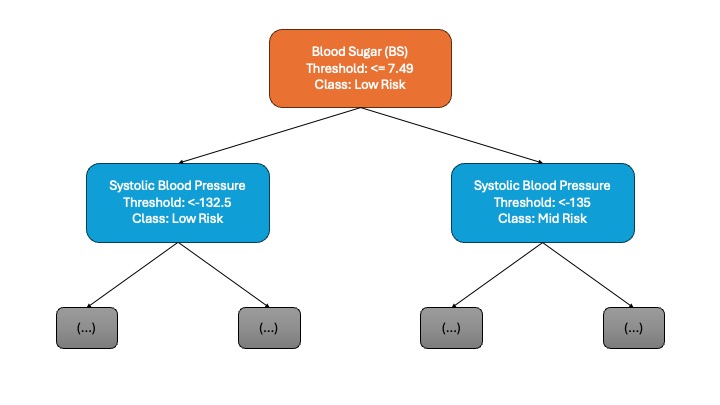 Blood Sugar (BS)
Threshold: <= 7.49
Class: Low Risk
Systolic Blood Pressure
Threshold: <-132.5
Class: Low Risk
Systolic Blood Pressure
Threshold: <-135
Class: Mid Risk
(...)
(...)
(...)
(...)